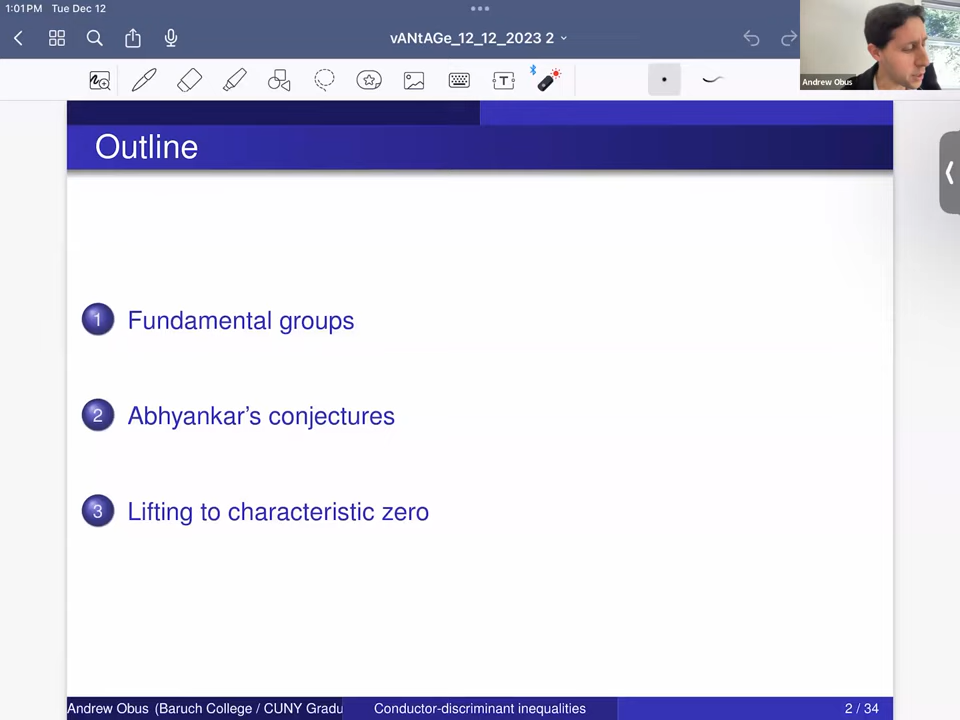 1:01 PM Tue Dec 12
vANtAGe_12_12_2023 2
T
Andrew Obus
Outline
1 Fundamental groups
2 Abhyankar's conjectures
3 Lifting to characteristic zero
Andrew Obus (Baruch College / CUNY Gradu
Conductor-discriminant inequalities
2 / 34